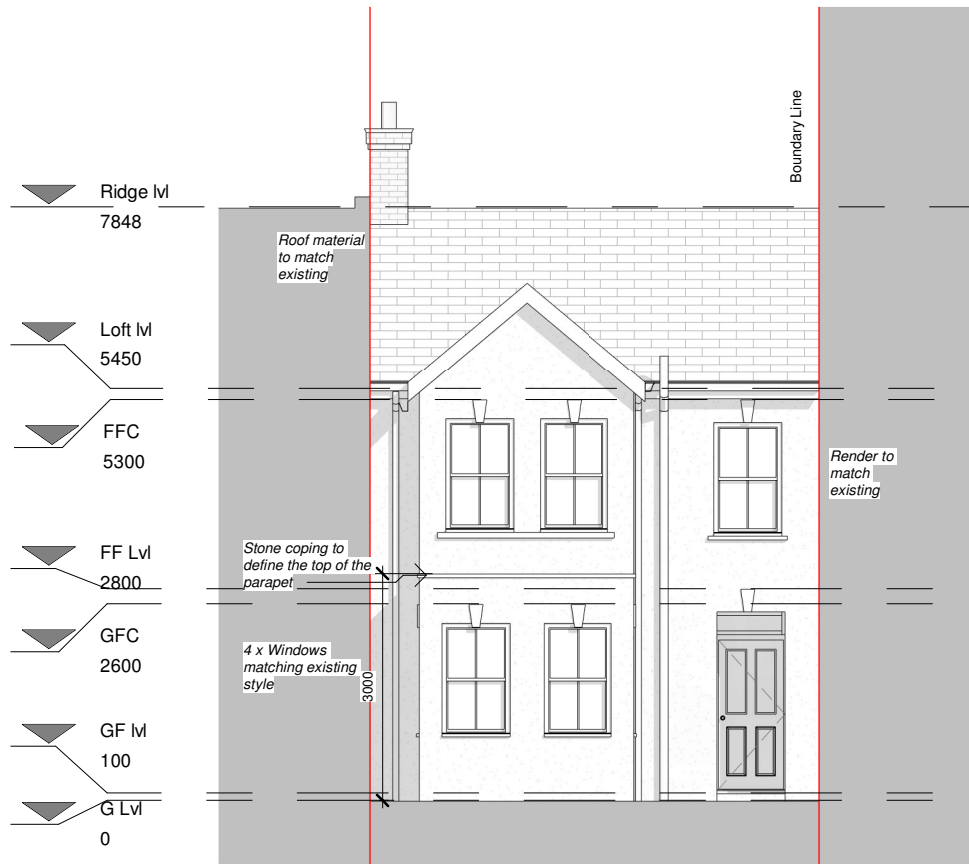 Boundary Line
Ridge lvl
7848
Roof material
to match
existing
Loft lvl
5450
FFC
5300
Render to
match
existing
FF Lvl
2800
Stone coping to
define the top of the
parapet
GFC
2600
4 x Windows
matching existing
style
3000
GF lvl
100
G Lvl
0